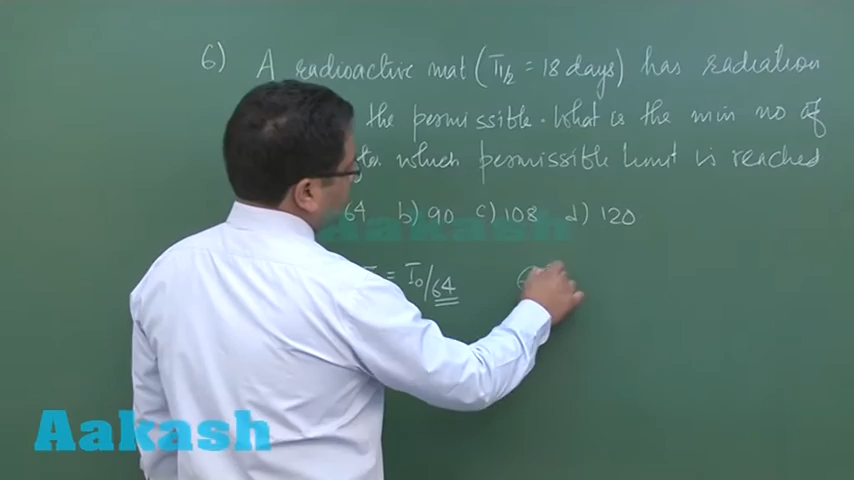 6) A radioactive mat (T1/2 = 18 days) has radiation
the permissible. What is the min no of
which permissible limit is reached
64 b) 90 c) 108 d) 120
Aakash
= I0/64
Aakash